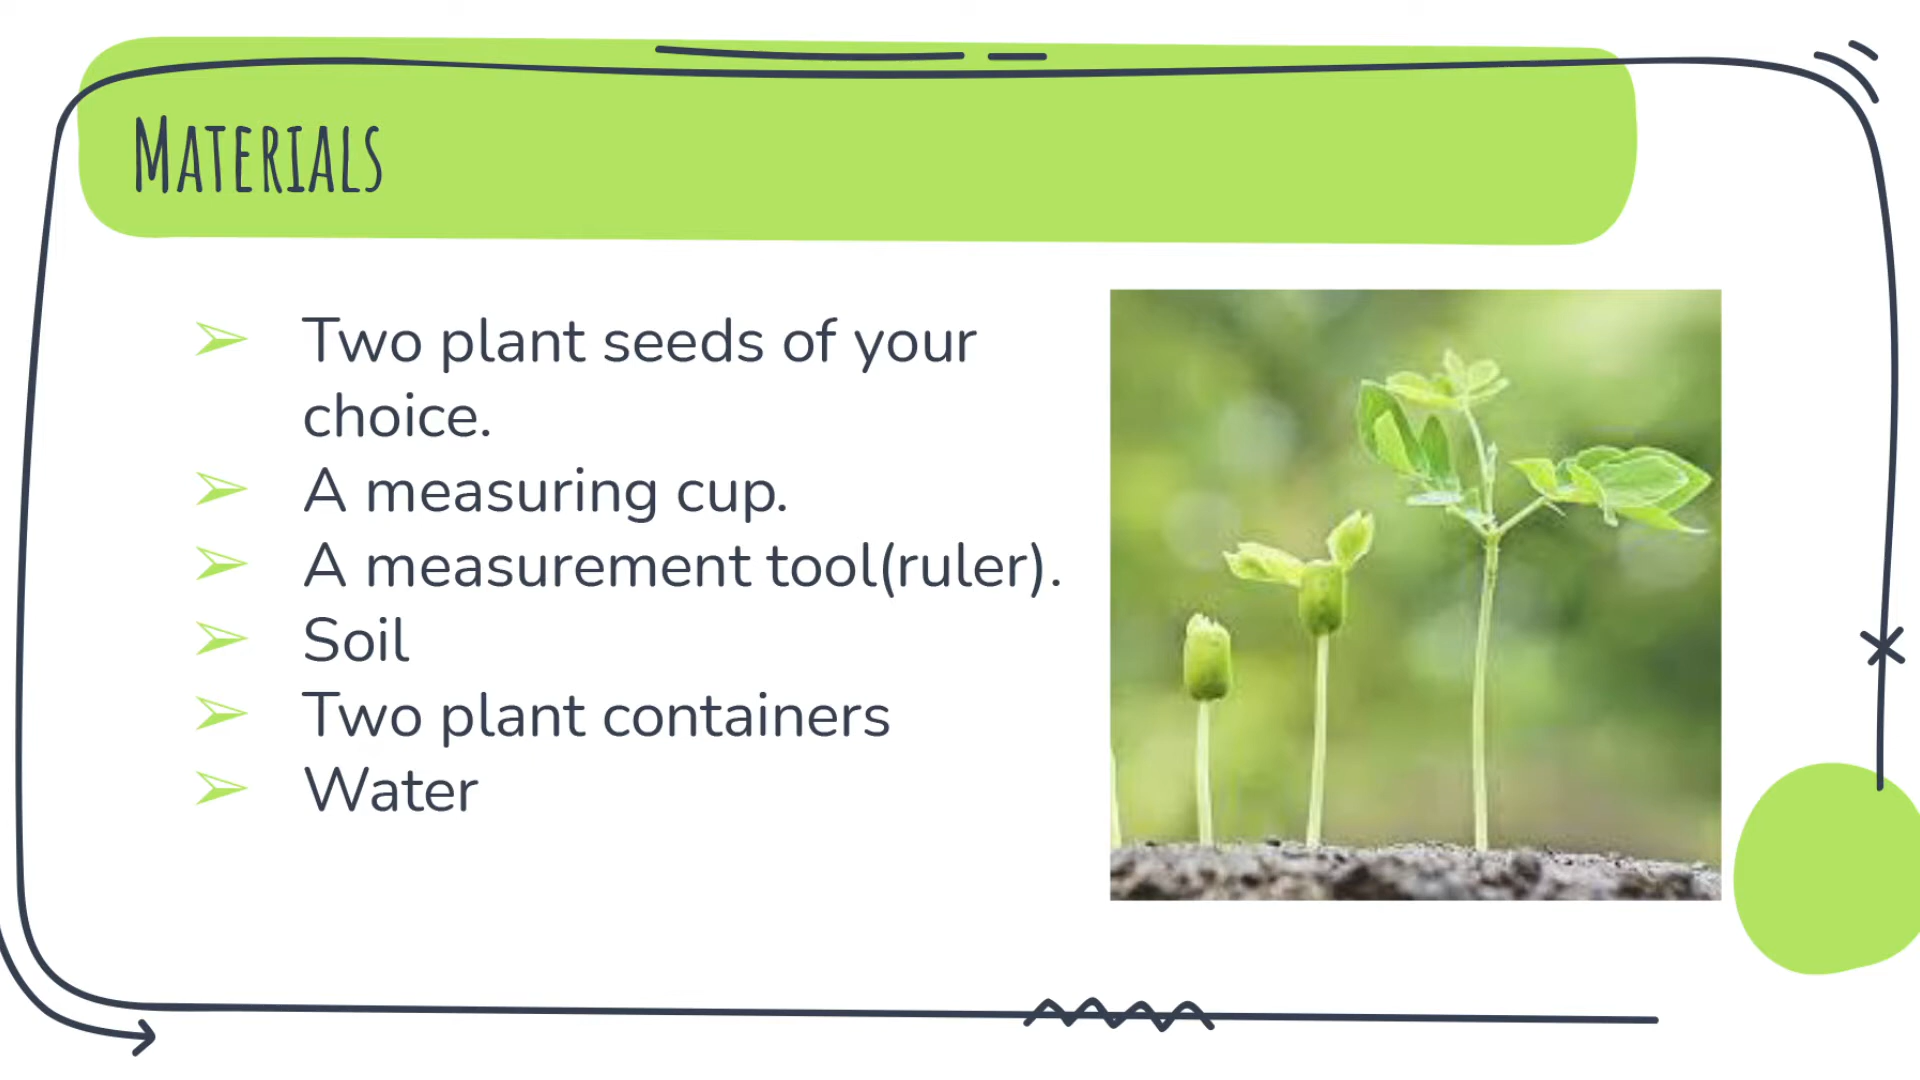 Materials
➢ Two plant seeds of your
choice.
➢ A measuring cup.
➢ A measurement tool(ruler).
➢ Soil
➢ Two plant containers
➢ Water